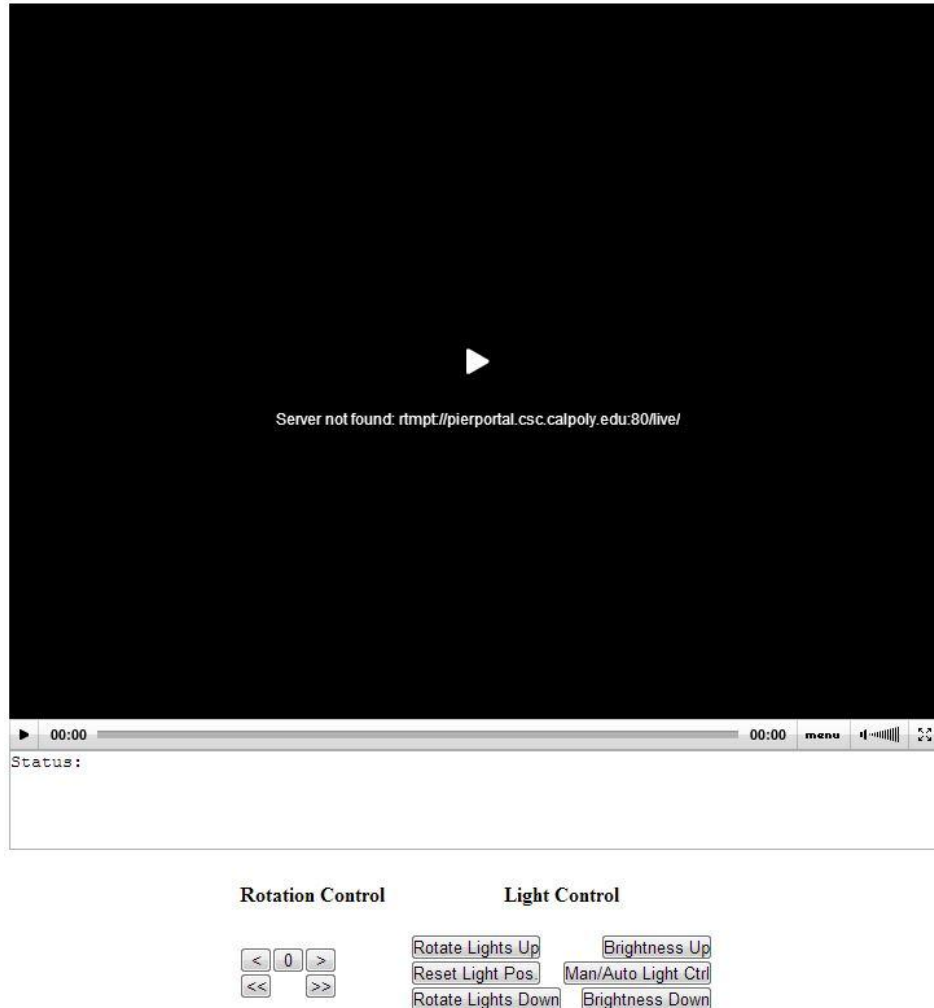 Server not found: rtmpt://pierportal.csc.calpoly.edu:80/live/
00:00 00:00 menu
Status:
Rotation Control Light Control
Rotate Lights Up Brightness Up
< 0 >
Reset Light Pos. Man/Auto Light Ctrl
<< >>
Rotate Lights Down Brightness Down